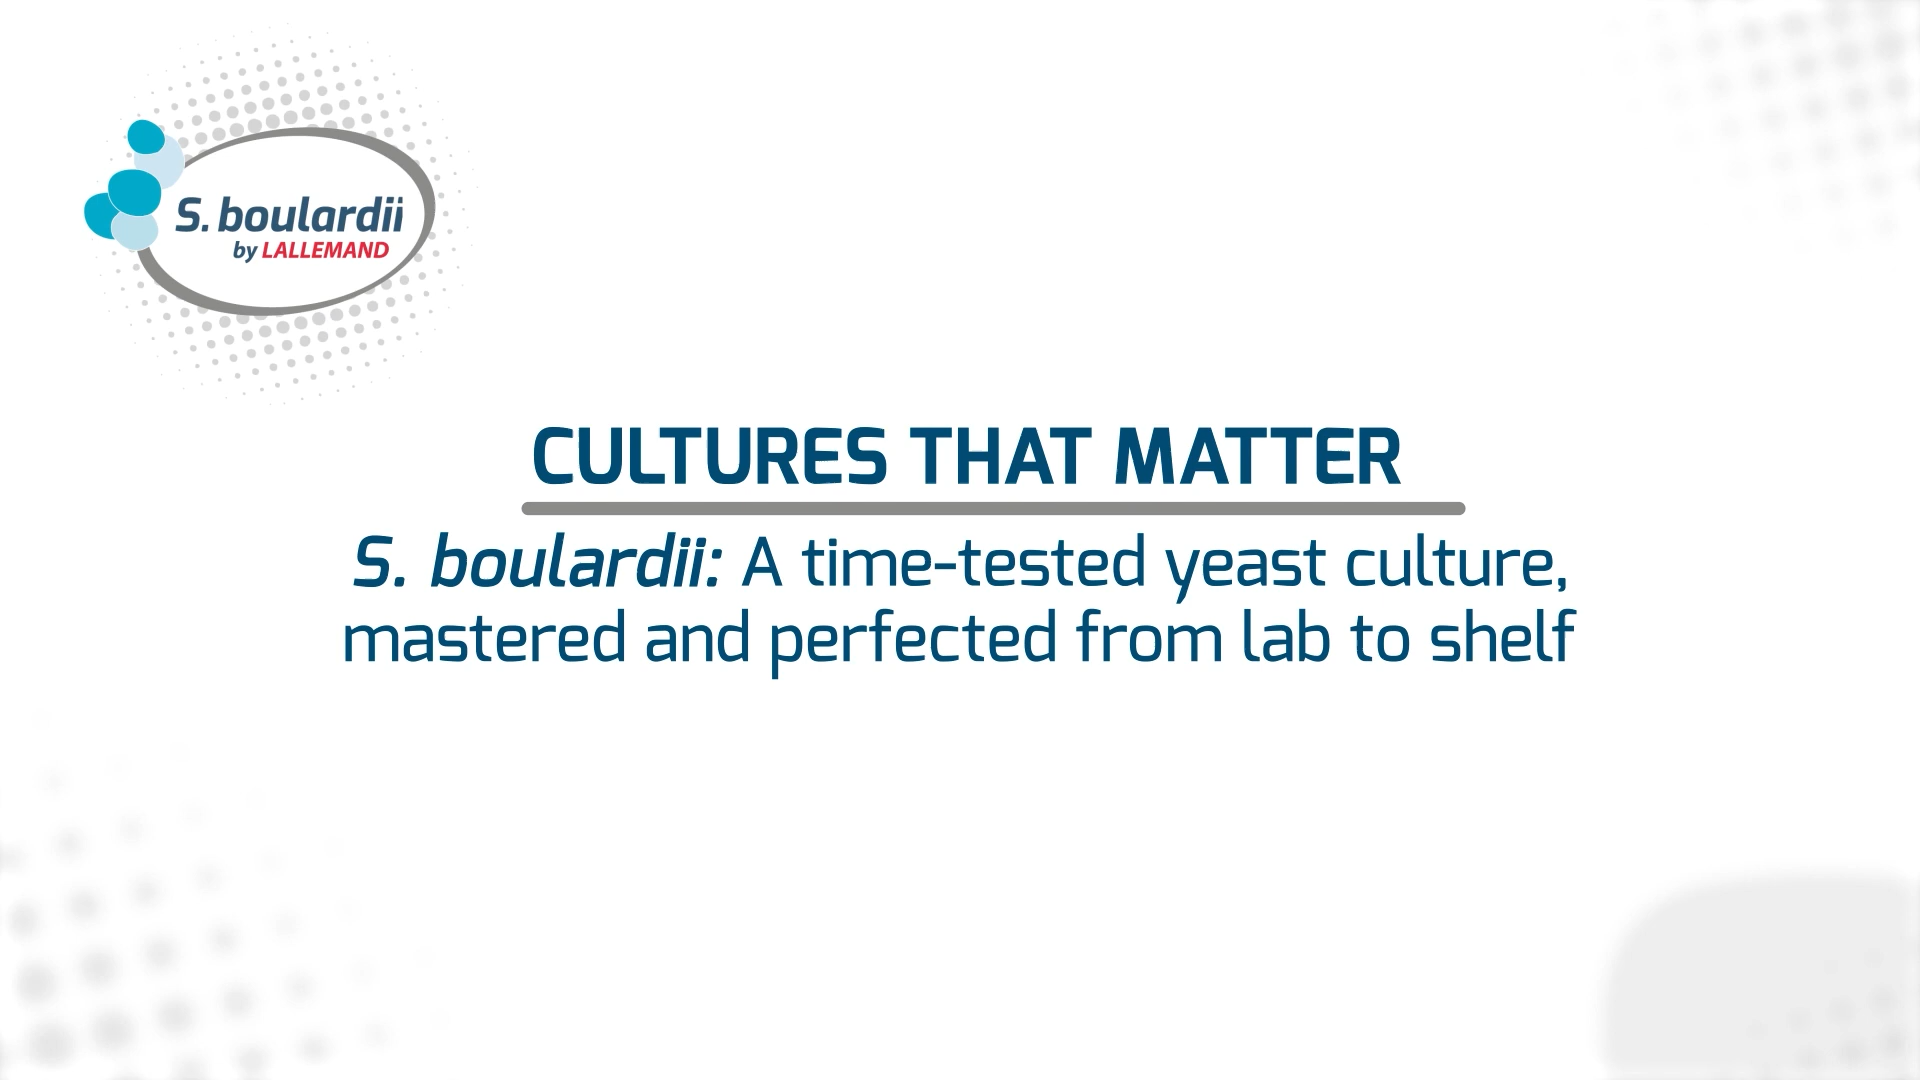 S. boulardii
by LALLEMAND
CULTURES THAT MATTER
S. boulardii: A time-tested yeast culture,
mastered and perfected from lab to shelf